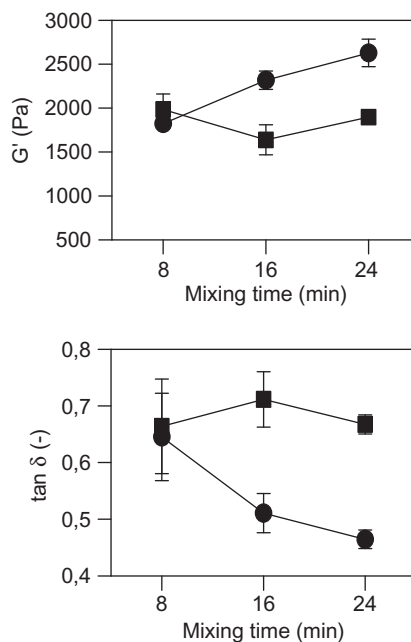 3000
2500
2000
1500
1000
500
G' (Pa)
8 16 24
Mixing time (min)
0,8
0,7
0,6
0,5
0,4
tan δ (-)
8 16 24
Mixing time (min)